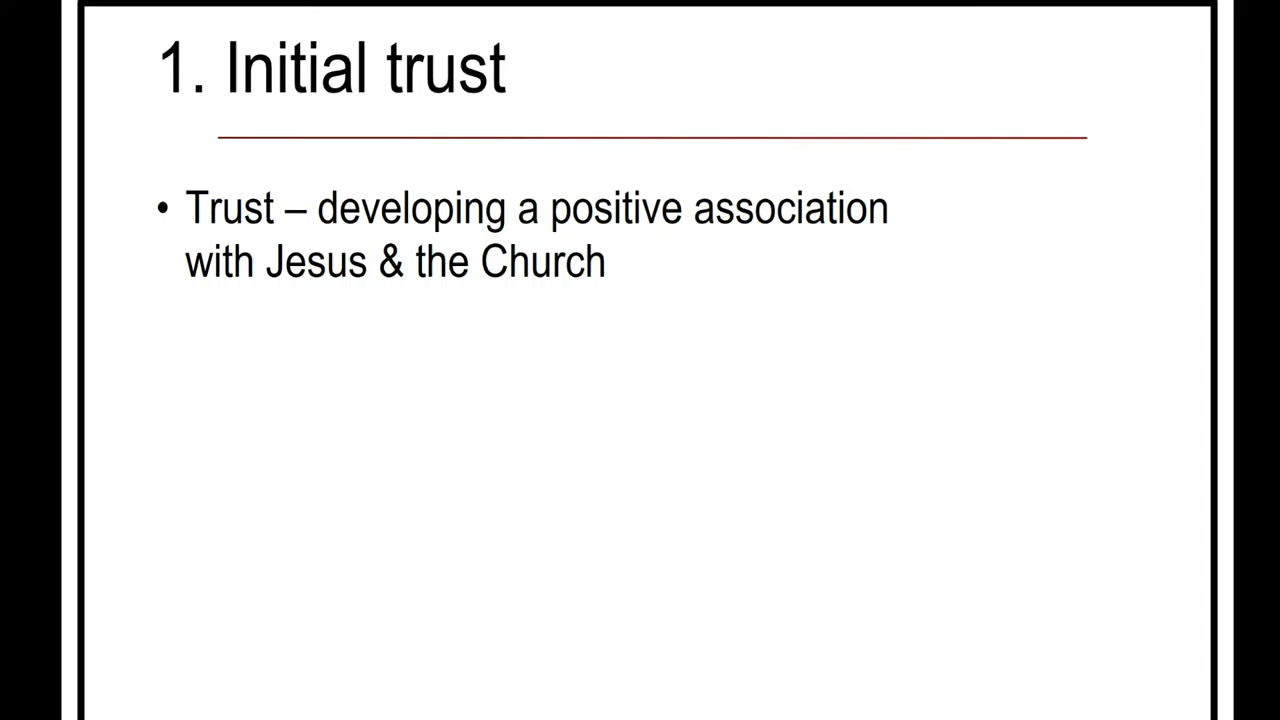 1. Initial trust
• Trust – developing a positive association
with Jesus & the Church